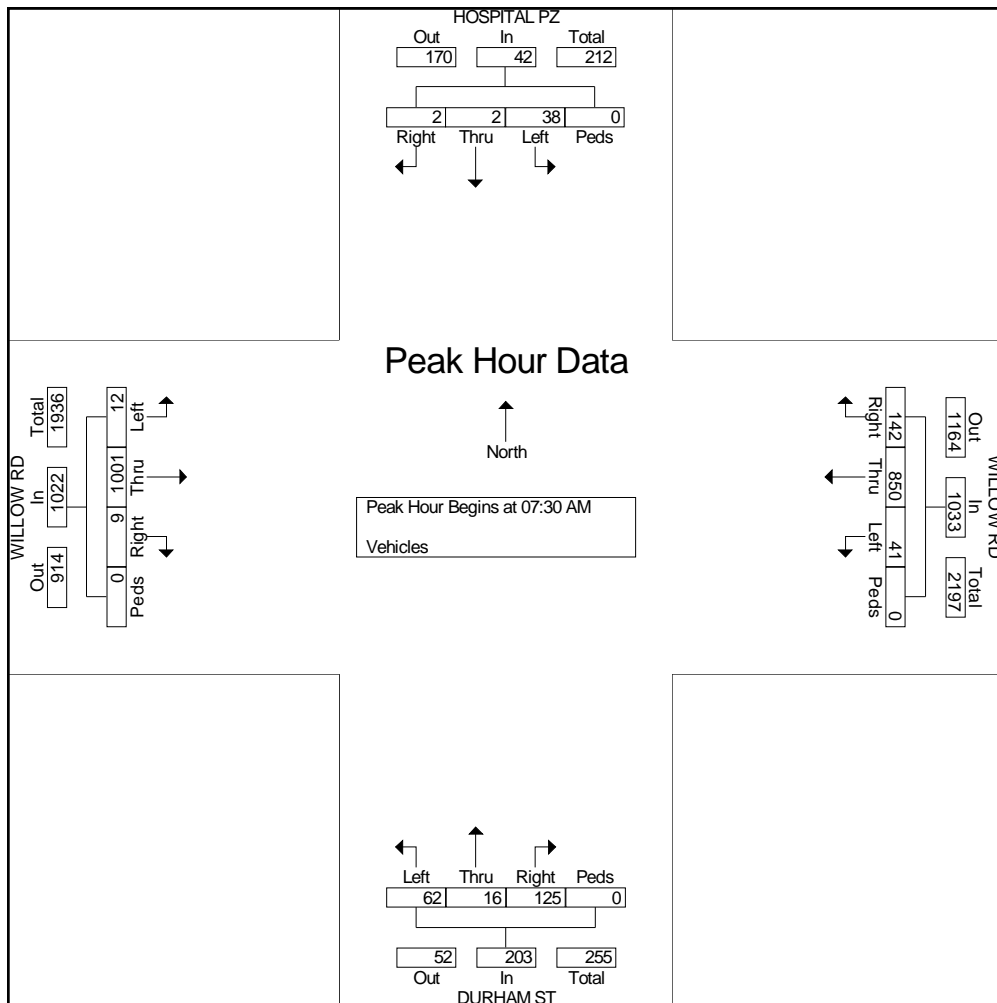 HOSPITAL PZ
Out In Total
170 42 212
2 2 38 0
Right Thru Left Peds
Peak Hour Data
North
Peak Hour Begins at 07:30 AM
Vehicles
WILLOW RD
Out In Total
914 1022 1936
12 1001 9 0
Left Thru Right Peds
WILLOW RD
Out In Total
1164 1033 2197
142 850 41 0
Right Thru Left Peds
Left Thru Right Peds
62 16 125 0
52 203 255
Out In Total
DURHAM ST